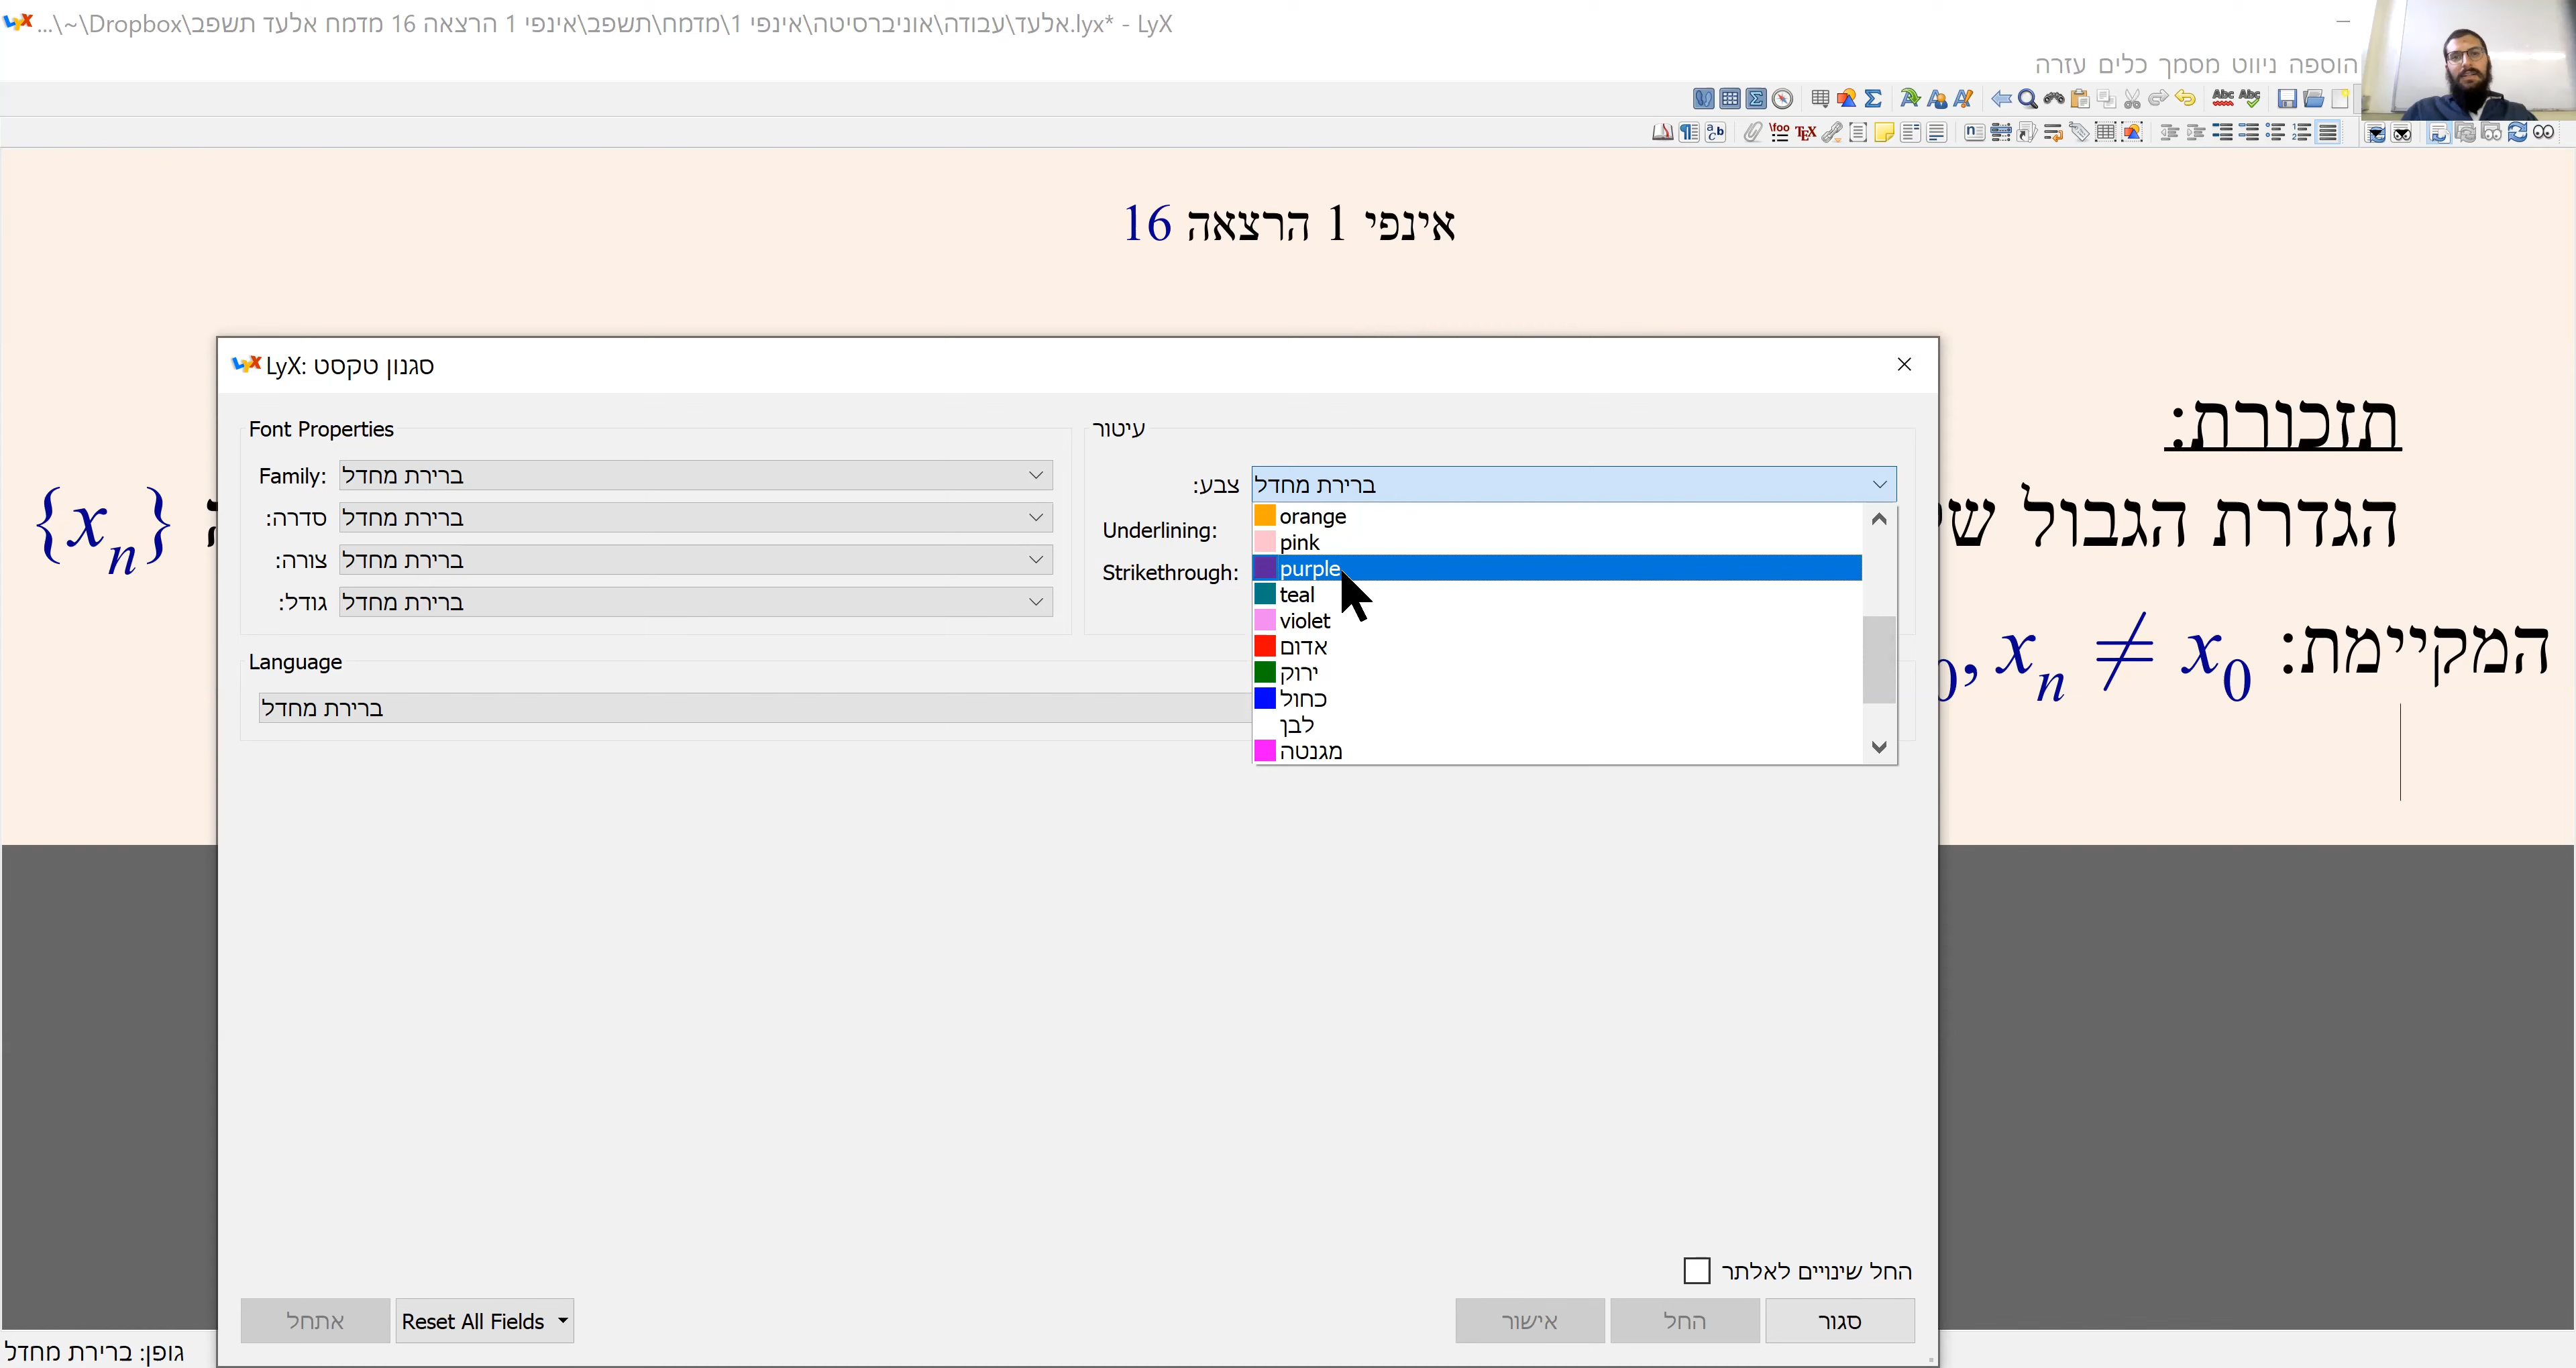 ...\~\Dropbox\אלעד\עבודה\אוניברסיטה\אינפי 1\מדמח\תשפב\אינפי 1 הרצאה 16 מדמח אלעד תשפב.lyx* - LyX
הוספה ניווט מסמך כלים עזרה
אינפי 1 הרצאה 16
תזכורת:
הגדרת הגבול של
{xₙ}
המקיימת: xₙ ≠ x₀
LyX: סגנון טקסט
Font Properties
Family: ברירת מחדל
סדרה: ברירת מחדל
צורה: ברירת מחדל
גודל: ברירת מחדל
Language
ברירת מחדל
עיטור
צבע: ברירת מחדל
Underlining:
Strikethrough:
orange
pink
purple
teal
violet
אדום
ירוק
כחול
לבן
מגנטה
החל שינויים לאלתר
אתחל
Reset All Fields
אישור
החל
סגור
גופן: ברירת מחדל